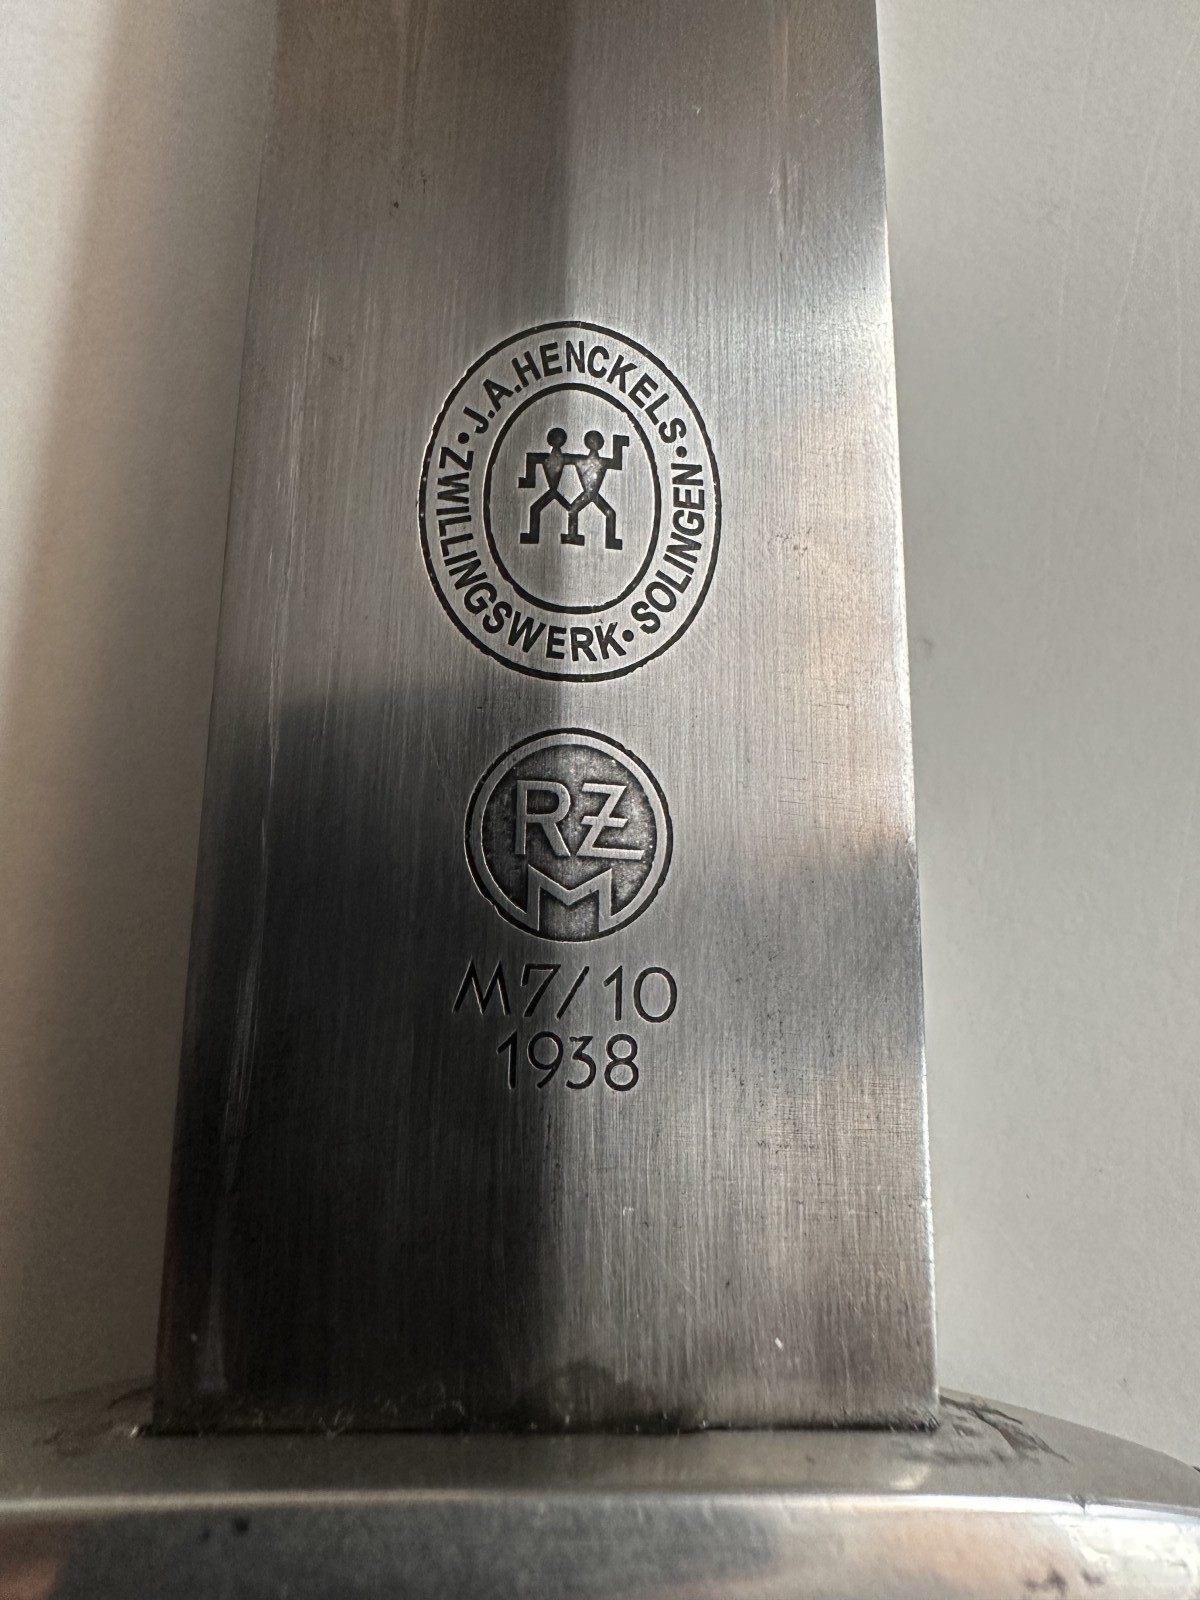 J.A.HENCKELS · SOLINGEN · ZWILLINGSWERK ·
RZM
M7/10
1938